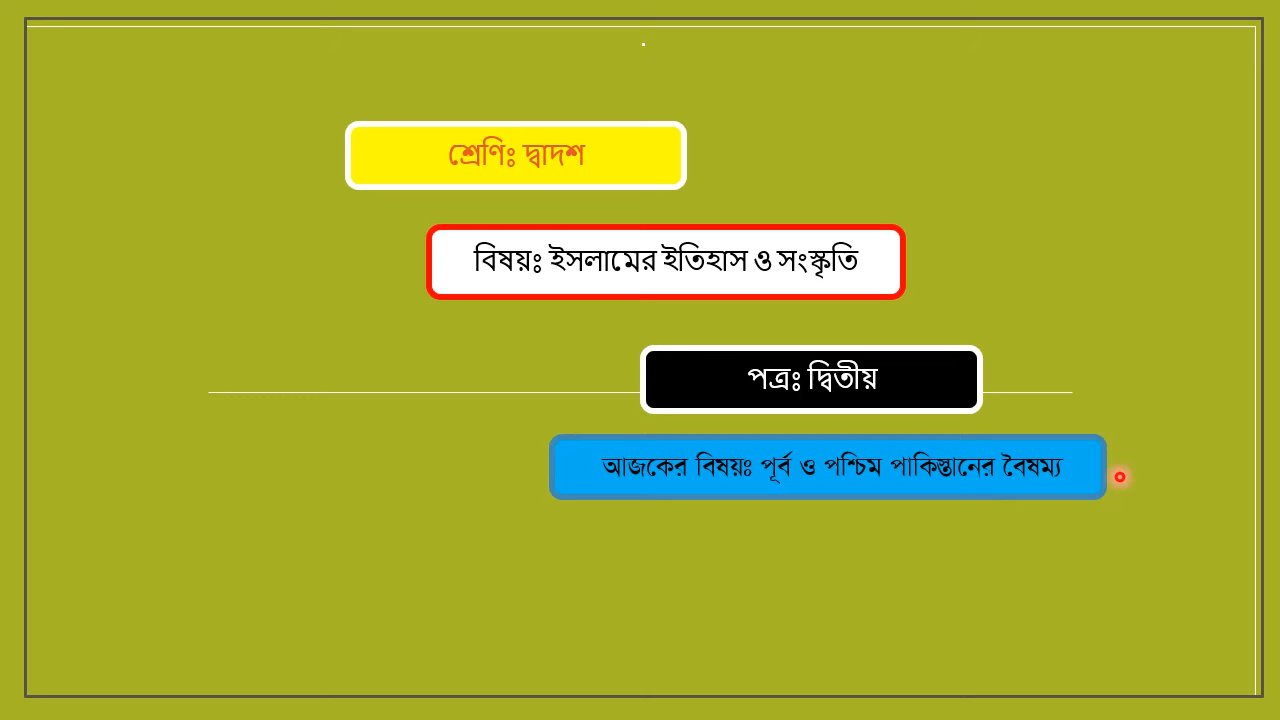 শ্রেণিঃ দ্বাদশ
বিষয়ঃ ইসলামের ইতিহাস ও সংস্কৃতি
পত্রঃ দ্বিতীয়
আজকের বিষয়ঃ পূর্ব ও পশ্চিম পাকিস্তানের বৈষম্য